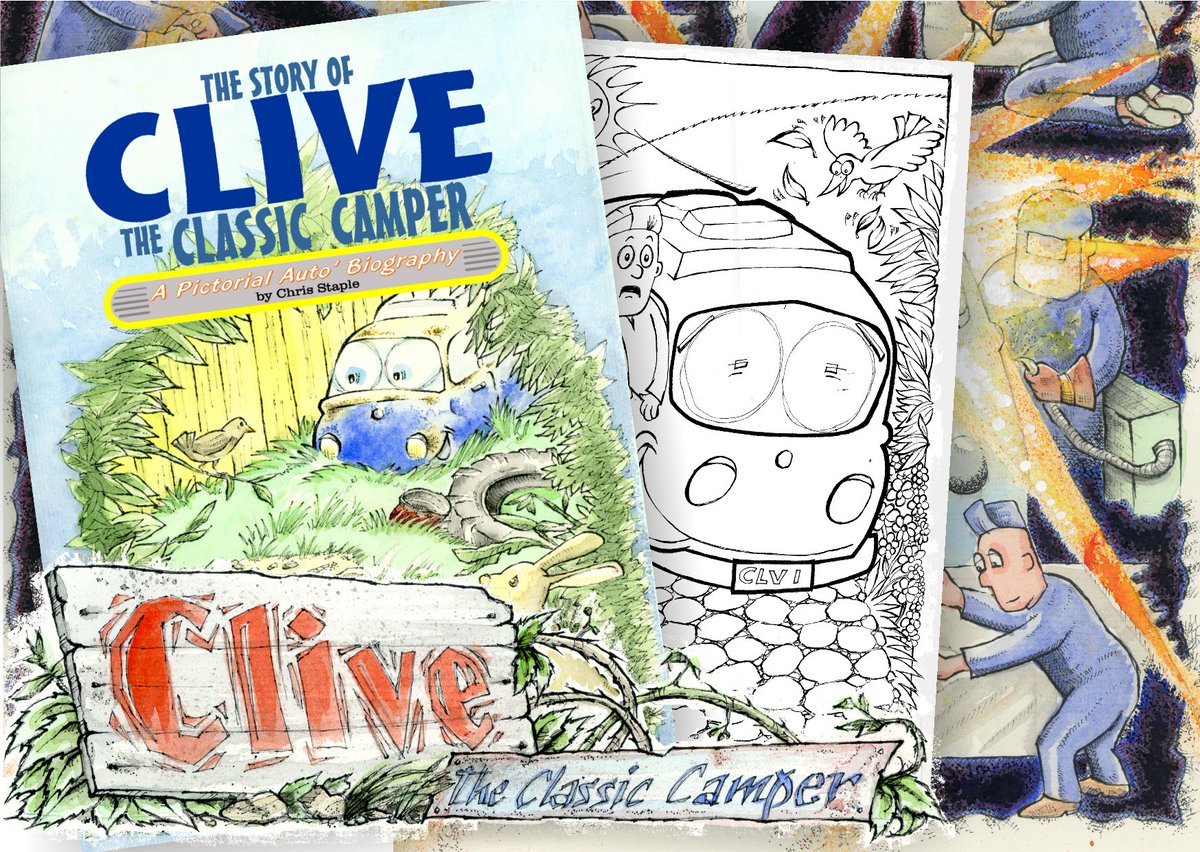 THE STORY OF
CLIVE
THE CLASSIC CAMPER
A Pictorial Auto' Biography
by Chris Staple
CLV 1
Clive
the Classic Camper